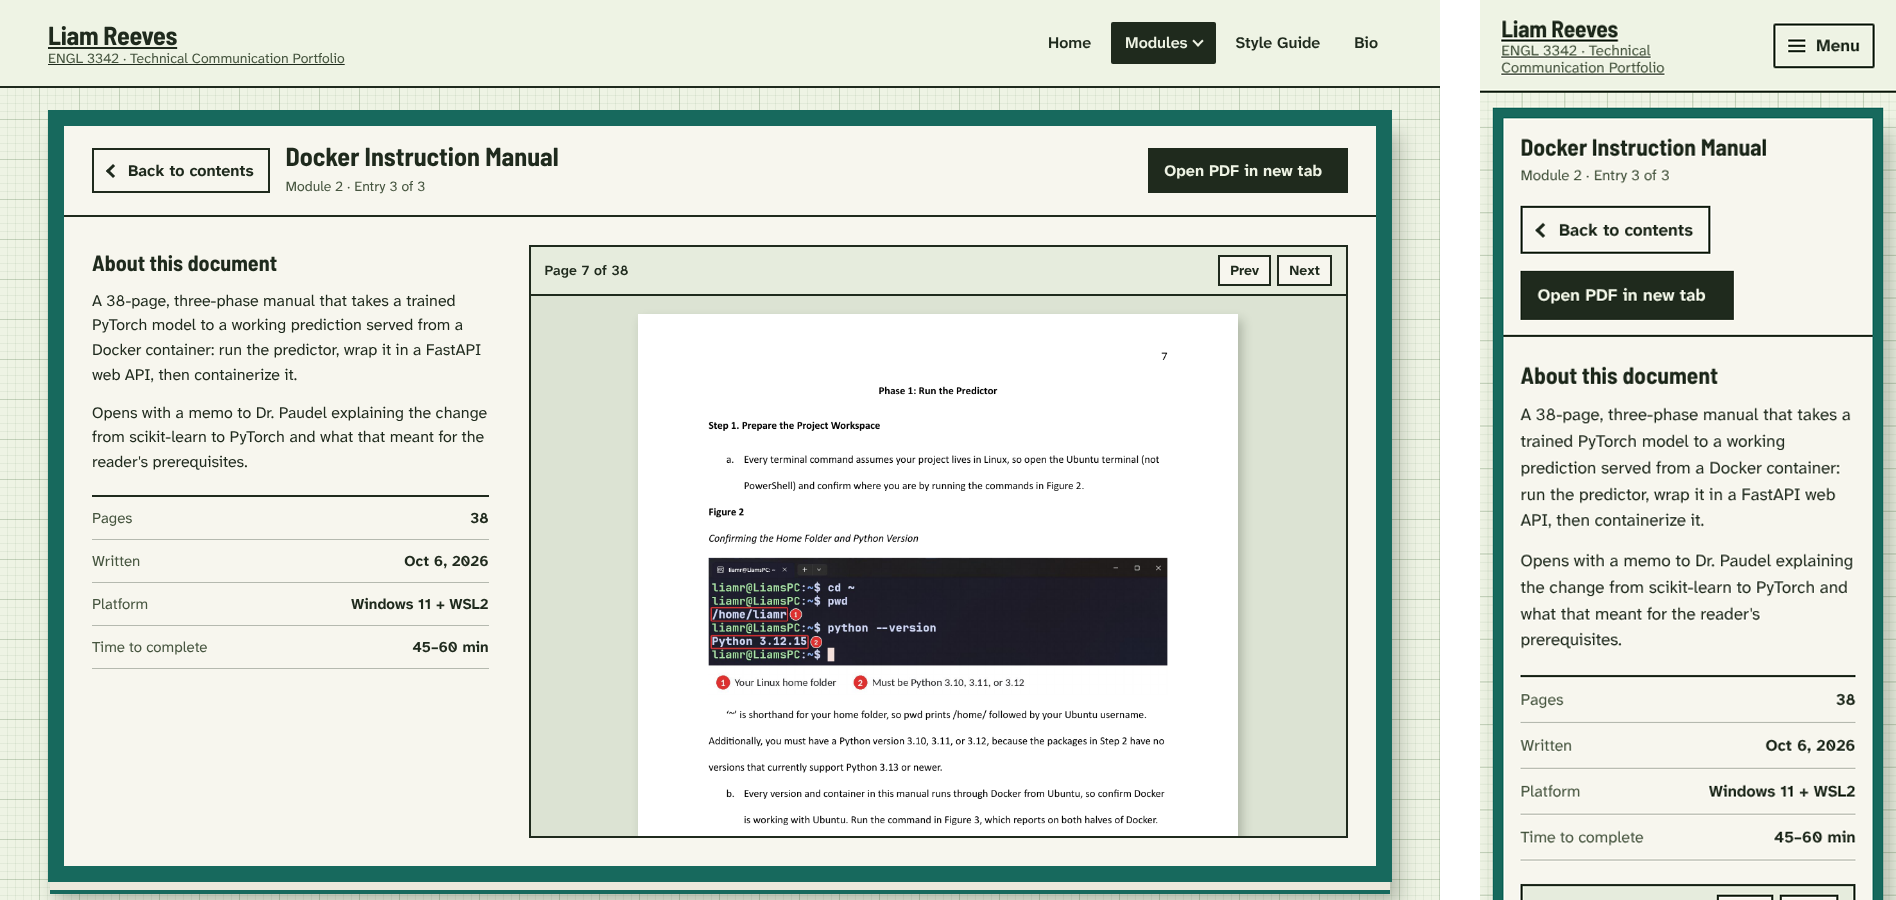 Liam Reeves
ENGL 3342 · Technical Communication Portfolio
Home
Modules
Style Guide
Bio
Back to contents
Docker Instruction Manual
Module 2 · Entry 3 of 3
Open PDF in new tab
About this document
A 38-page, three-phase manual that takes a trained
PyTorch model to a working prediction served from a
Docker container: run the predictor, wrap it in a FastAPI
web API, then containerize it.
Opens with a memo to Dr. Paudel explaining the change
from scikit-learn to PyTorch and what that meant for the
reader's prerequisites.
Pages 38
Written Oct 6, 2026
Platform Windows 11 + WSL2
Time to complete 45–60 min
Page 7 of 38
Prev
Next
7
Phase 1: Run the Predictor
Step 1. Prepare the Project Workspace
a. Every terminal command assumes your project lives in Linux, so open the Ubuntu terminal (not
PowerShell) and confirm where you are by running the commands in Figure 2.
Figure 2
Confirming the Home Folder and Python Version
liamr@LiamsPC: ~
liamr@LiamsPC:~$ cd ~
liamr@LiamsPC:~$ pwd
/home/liamr 1
liamr@LiamsPC:~$ python --version
Python 3.12.15 2
liamr@LiamsPC:~$
1 Your Linux home folder 2 Must be Python 3.10, 3.11, or 3.12
'~' is shorthand for your home folder, so pwd prints /home/ followed by your Ubuntu username.
Additionally, you must have a Python version 3.10, 3.11, or 3.12, because the packages in Step 2 have no
versions that currently support Python 3.13 or newer.
b. Every version and container in this manual runs through Docker from Ubuntu, so confirm Docker
is working with Ubuntu. Run the command in Figure 3, which reports on both halves of Docker.
Liam Reeves
ENGL 3342 · Technical
Communication Portfolio
Menu
Docker Instruction Manual
Module 2 · Entry 3 of 3
Back to contents
Open PDF in new tab
About this document
A 38-page, three-phase manual that takes a
trained PyTorch model to a working
prediction served from a Docker container:
run the predictor, wrap it in a FastAPI web
API, then containerize it.
Opens with a memo to Dr. Paudel explaining
the change from scikit-learn to PyTorch and
what that meant for the reader's
prerequisites.
Pages 38
Written Oct 6, 2026
Platform Windows 11 + WSL2
Time to complete 45–60 min